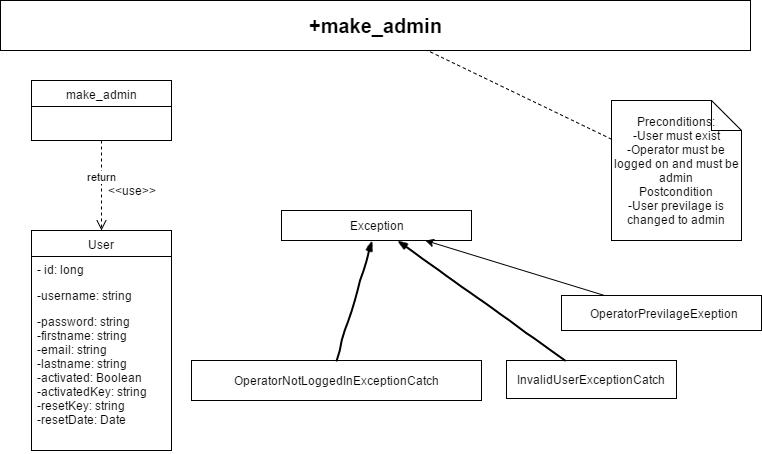 +make_admin
make_admin
return
<<use>>
User
- id: long
-username: string
-password: string
-firstname: string
-email: string
-lastname: string
-activated: Boolean
-activatedKey: string
-resetKey: string
-resetDate: Date
Preconditions:
-User must exist
-Operator must be
logged on and must be
admin
Postcondition
-User previlage is
changed to admin
Exception
OperatorPrevilageExeption
OperatorNotLoggedInExceptionCatch
InvalidUserExceptionCatch